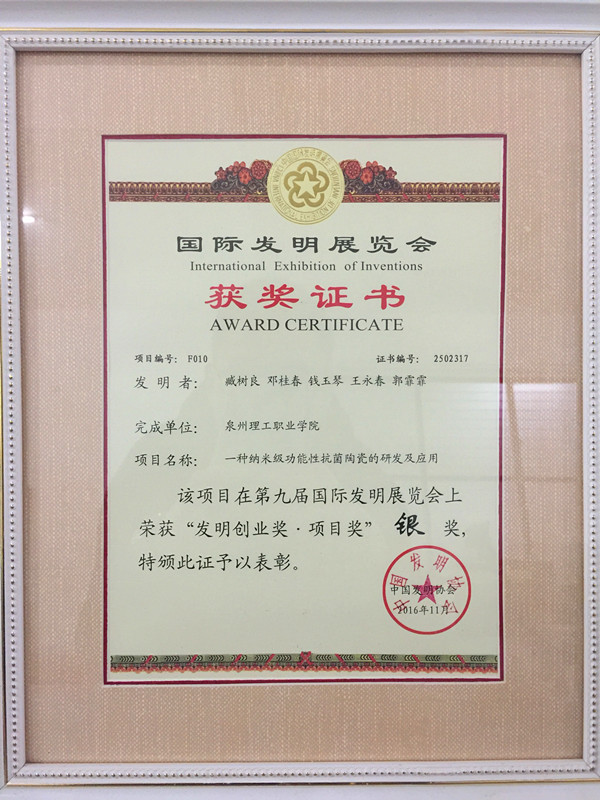 国际发明展览会
International Exhibition of Inventions
获奖证书
AWARD CERTIFICATE
项目编号： F010 证书编号： 2502317
发 明 者： 臧树良 邓桂春 钱玉琴 王永春 郭霏霏
完成单位： 泉州理工职业学院
项目名称： 一种纳米级功能性抗菌陶瓷的研发及应用
该项目在第九届国际发明展览会上
荣获“发明创业奖·项目奖” 银 奖，
特颁此证予以表彰。
中国发明协会
中国发明协会
2016年11月